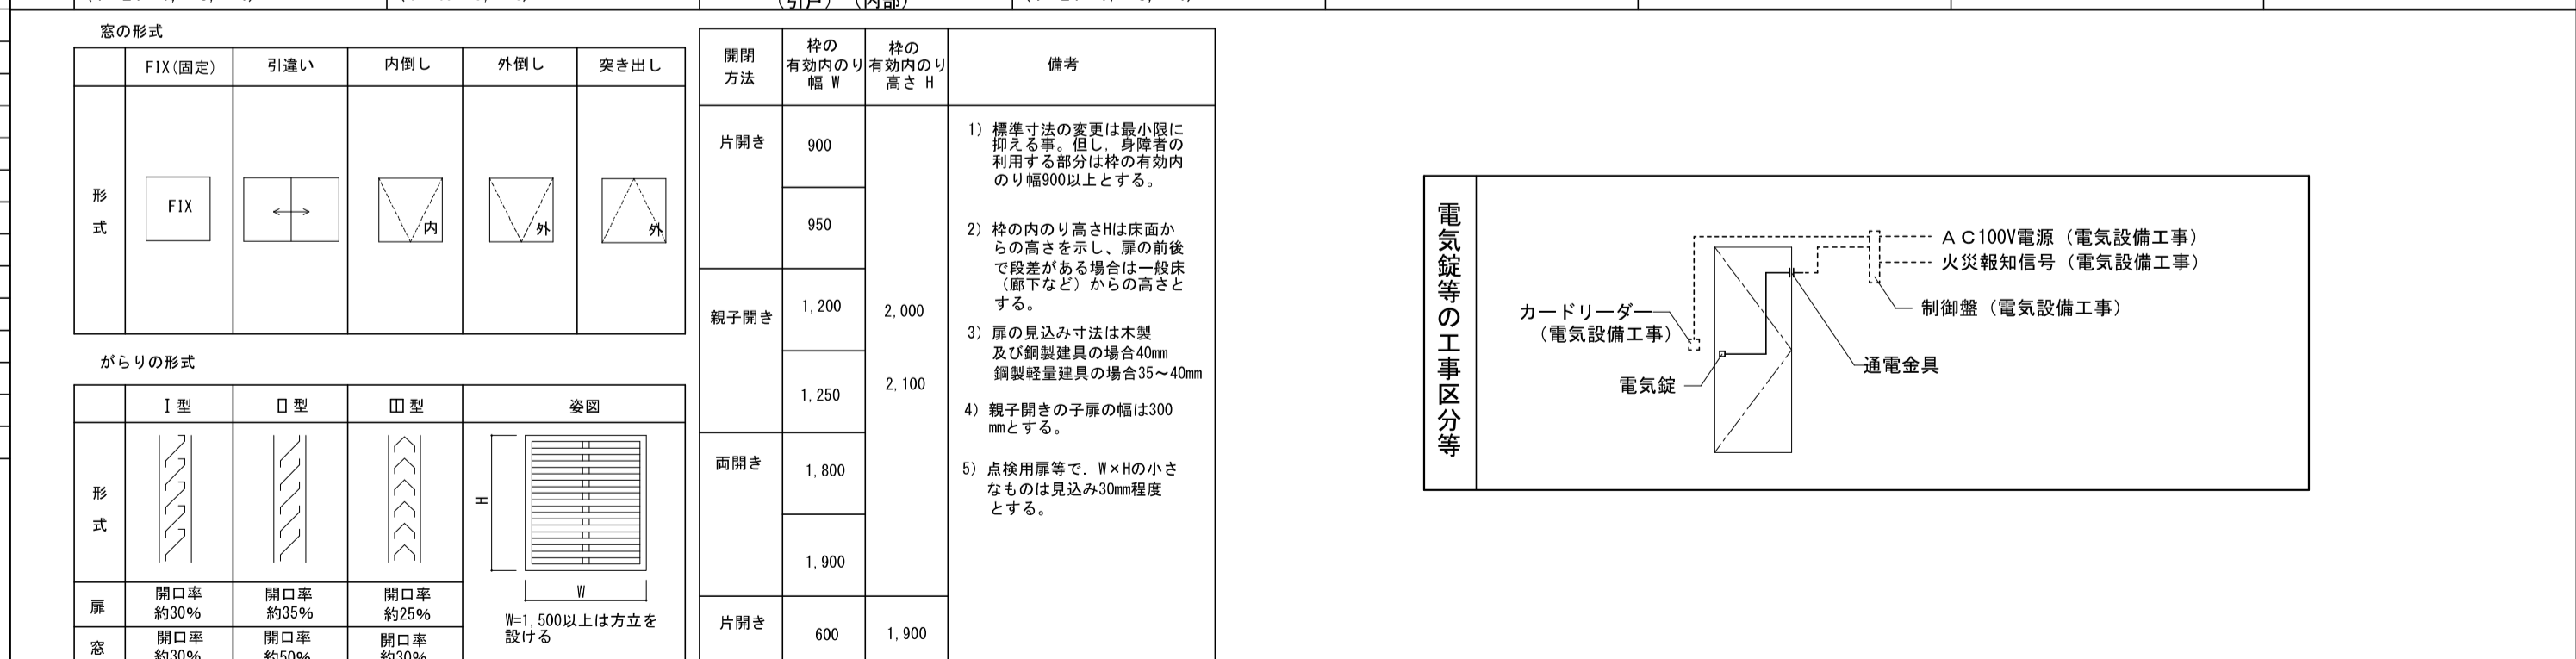 (引戸) (内部)
窓の形式
FIX(固定)
引違い
内倒し
外倒し
突き出し
形
式
FIX
内
外
外
がらりの形式
I 型
II 型
III 型
姿図
形
式
H
W
W=1,500以上は方立を
設ける
扉
開口率
約30%
開口率
約35%
開口率
約25%
窓
開口率
約30%
開口率
約50%
開口率
約30%
開閉
方法
枠の
有効内のり
幅 W
枠の
有効内のり
高さ H
備考
片開き
900
950
親子開き
1,200
1,250
両開き
1,800
1,900
2,000
2,100
片開き
600
1,900
1) 標準寸法の変更は最小限に
抑える事。但し、身障者の
利用する部分は枠の有効内
のり幅900以上とする。
2) 枠の内のり高さHは床面か
らの高さを示し、扉の前後
で段差がある場合は一般床
(廊下など)からの高さと
する。
3) 扉の見込み寸法は木製
及び鋼製建具の場合40mm
鋼製軽量建具の場合35~40mm
4) 親子開きの子扉の幅は300
mmとする。
5) 点検用扉等で、W×Hの小さ
なものは見込み30mm程度
とする。
電気錠等の工事区分等
AC100V電源(電気設備工事)
火災報知信号(電気設備工事)
制御盤(電気設備工事)
カードリーダー
(電気設備工事)
通電金具
電気錠